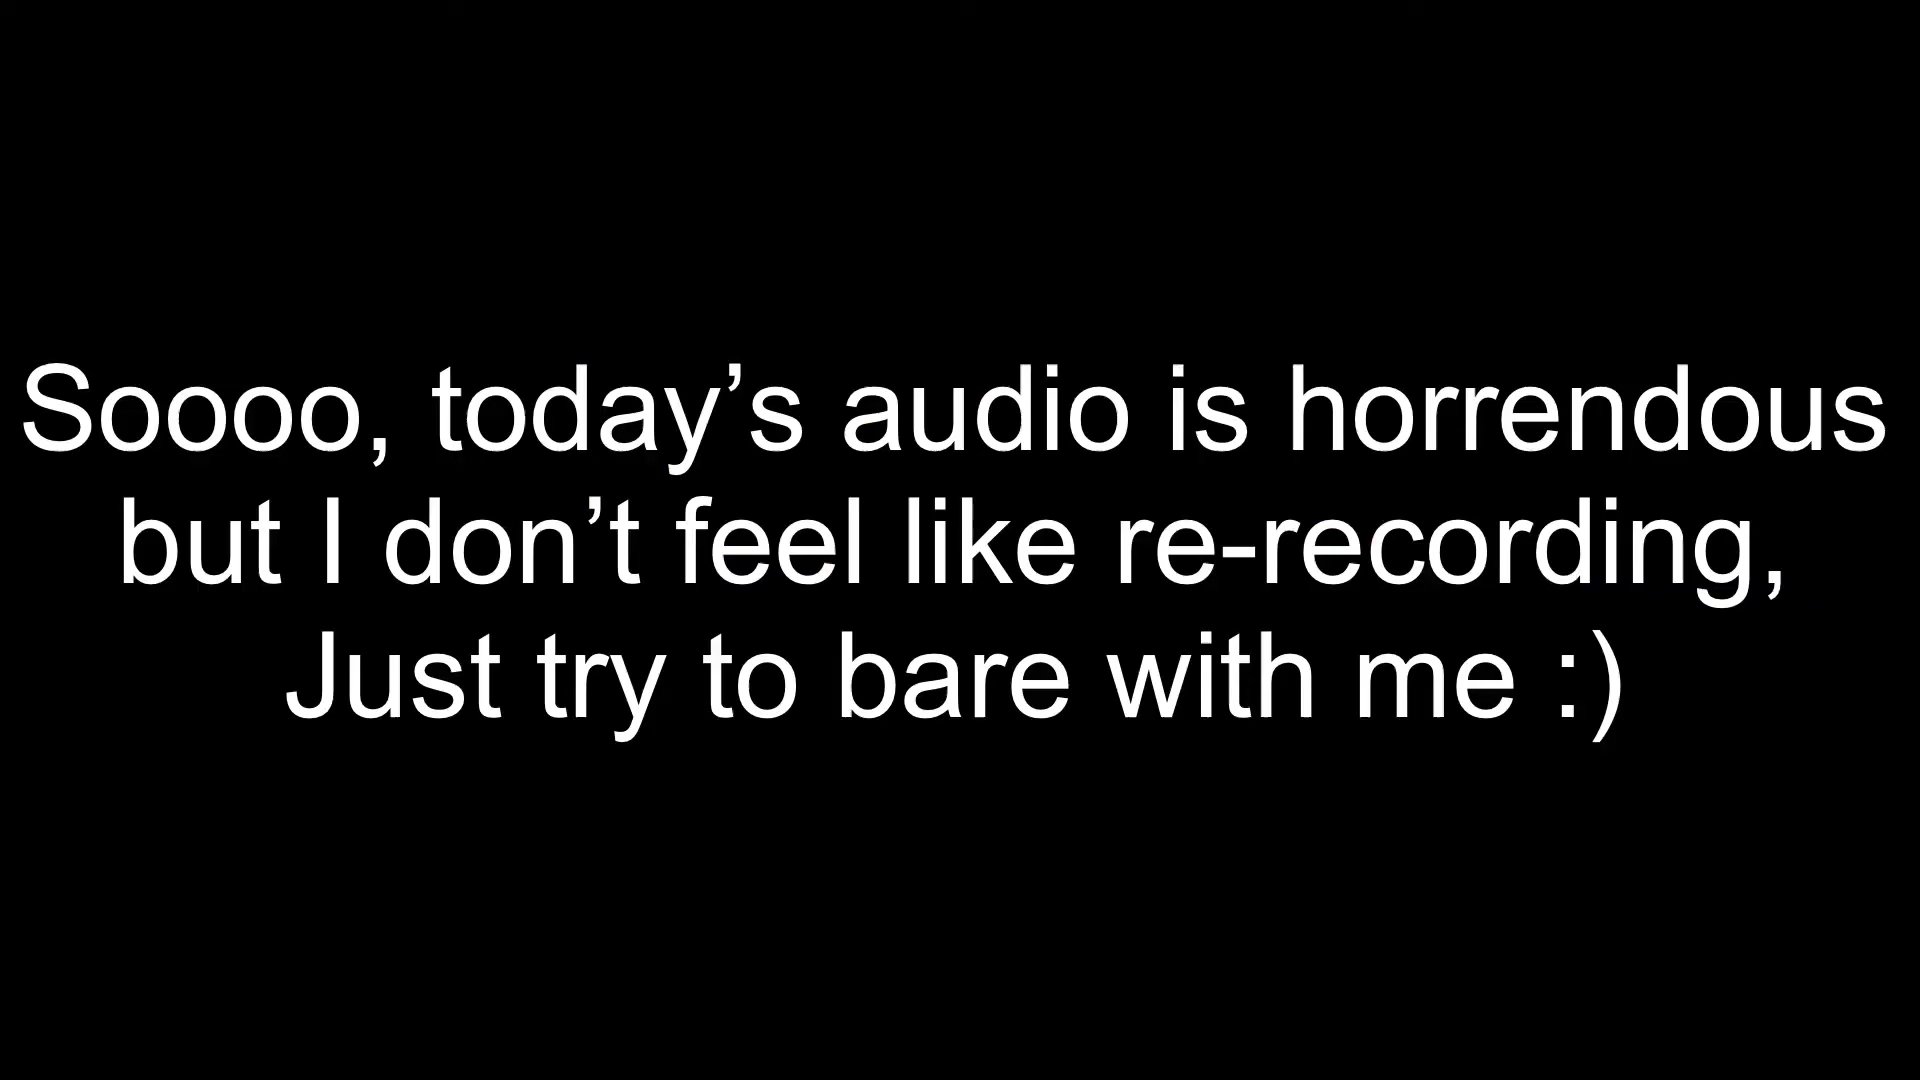 Soooo, today’s audio is horrendous
but I don’t feel like re-recording,
Just try to bare with me :)